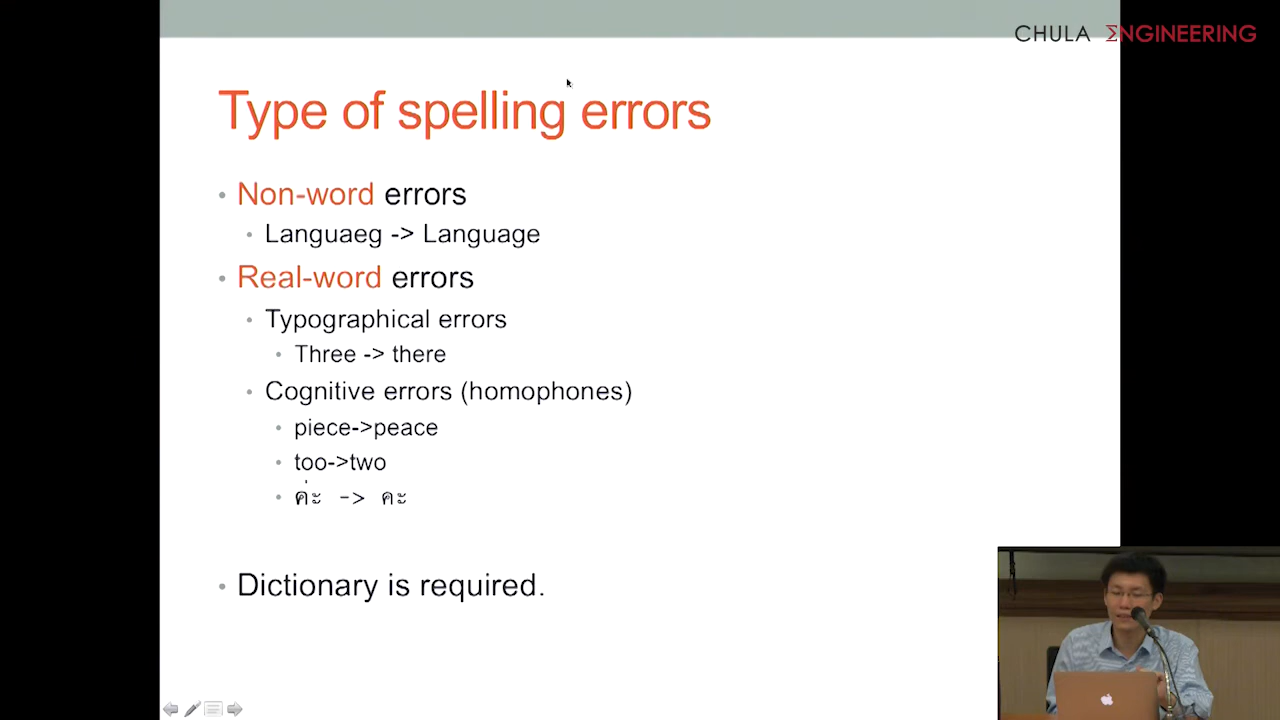 CHULA ΣNGINEERING
Type of spelling errors
• Non-word errors
• Languaeg -> Language
• Real-word errors
• Typographical errors
• Three -> there
• Cognitive errors (homophones)
• piece->peace
• too->two
• ค่ะ -> คะ
• Dictionary is required.